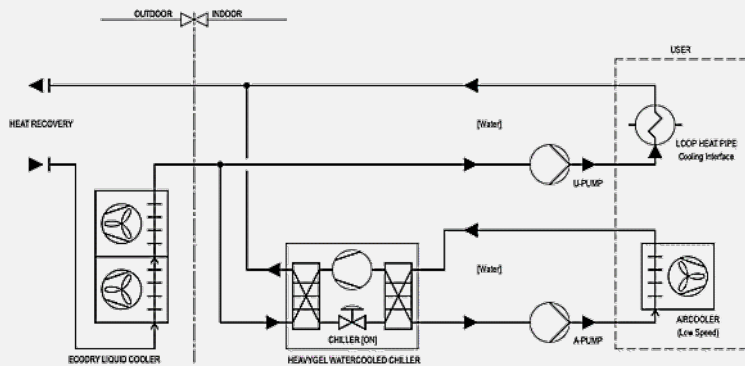 OUTDOOR INDOOR
USER
HEAT RECOVERY
[Water]
LOOP HEAT PIPE
Cooling Interface
U-PUMP
[Water]
AIRCOOLER
(Low Speed)
CHILLER [ON]
A-PUMP
ECODRY LIQUID COOLER
HEAVYGEL WATERCOOLED CHILLER